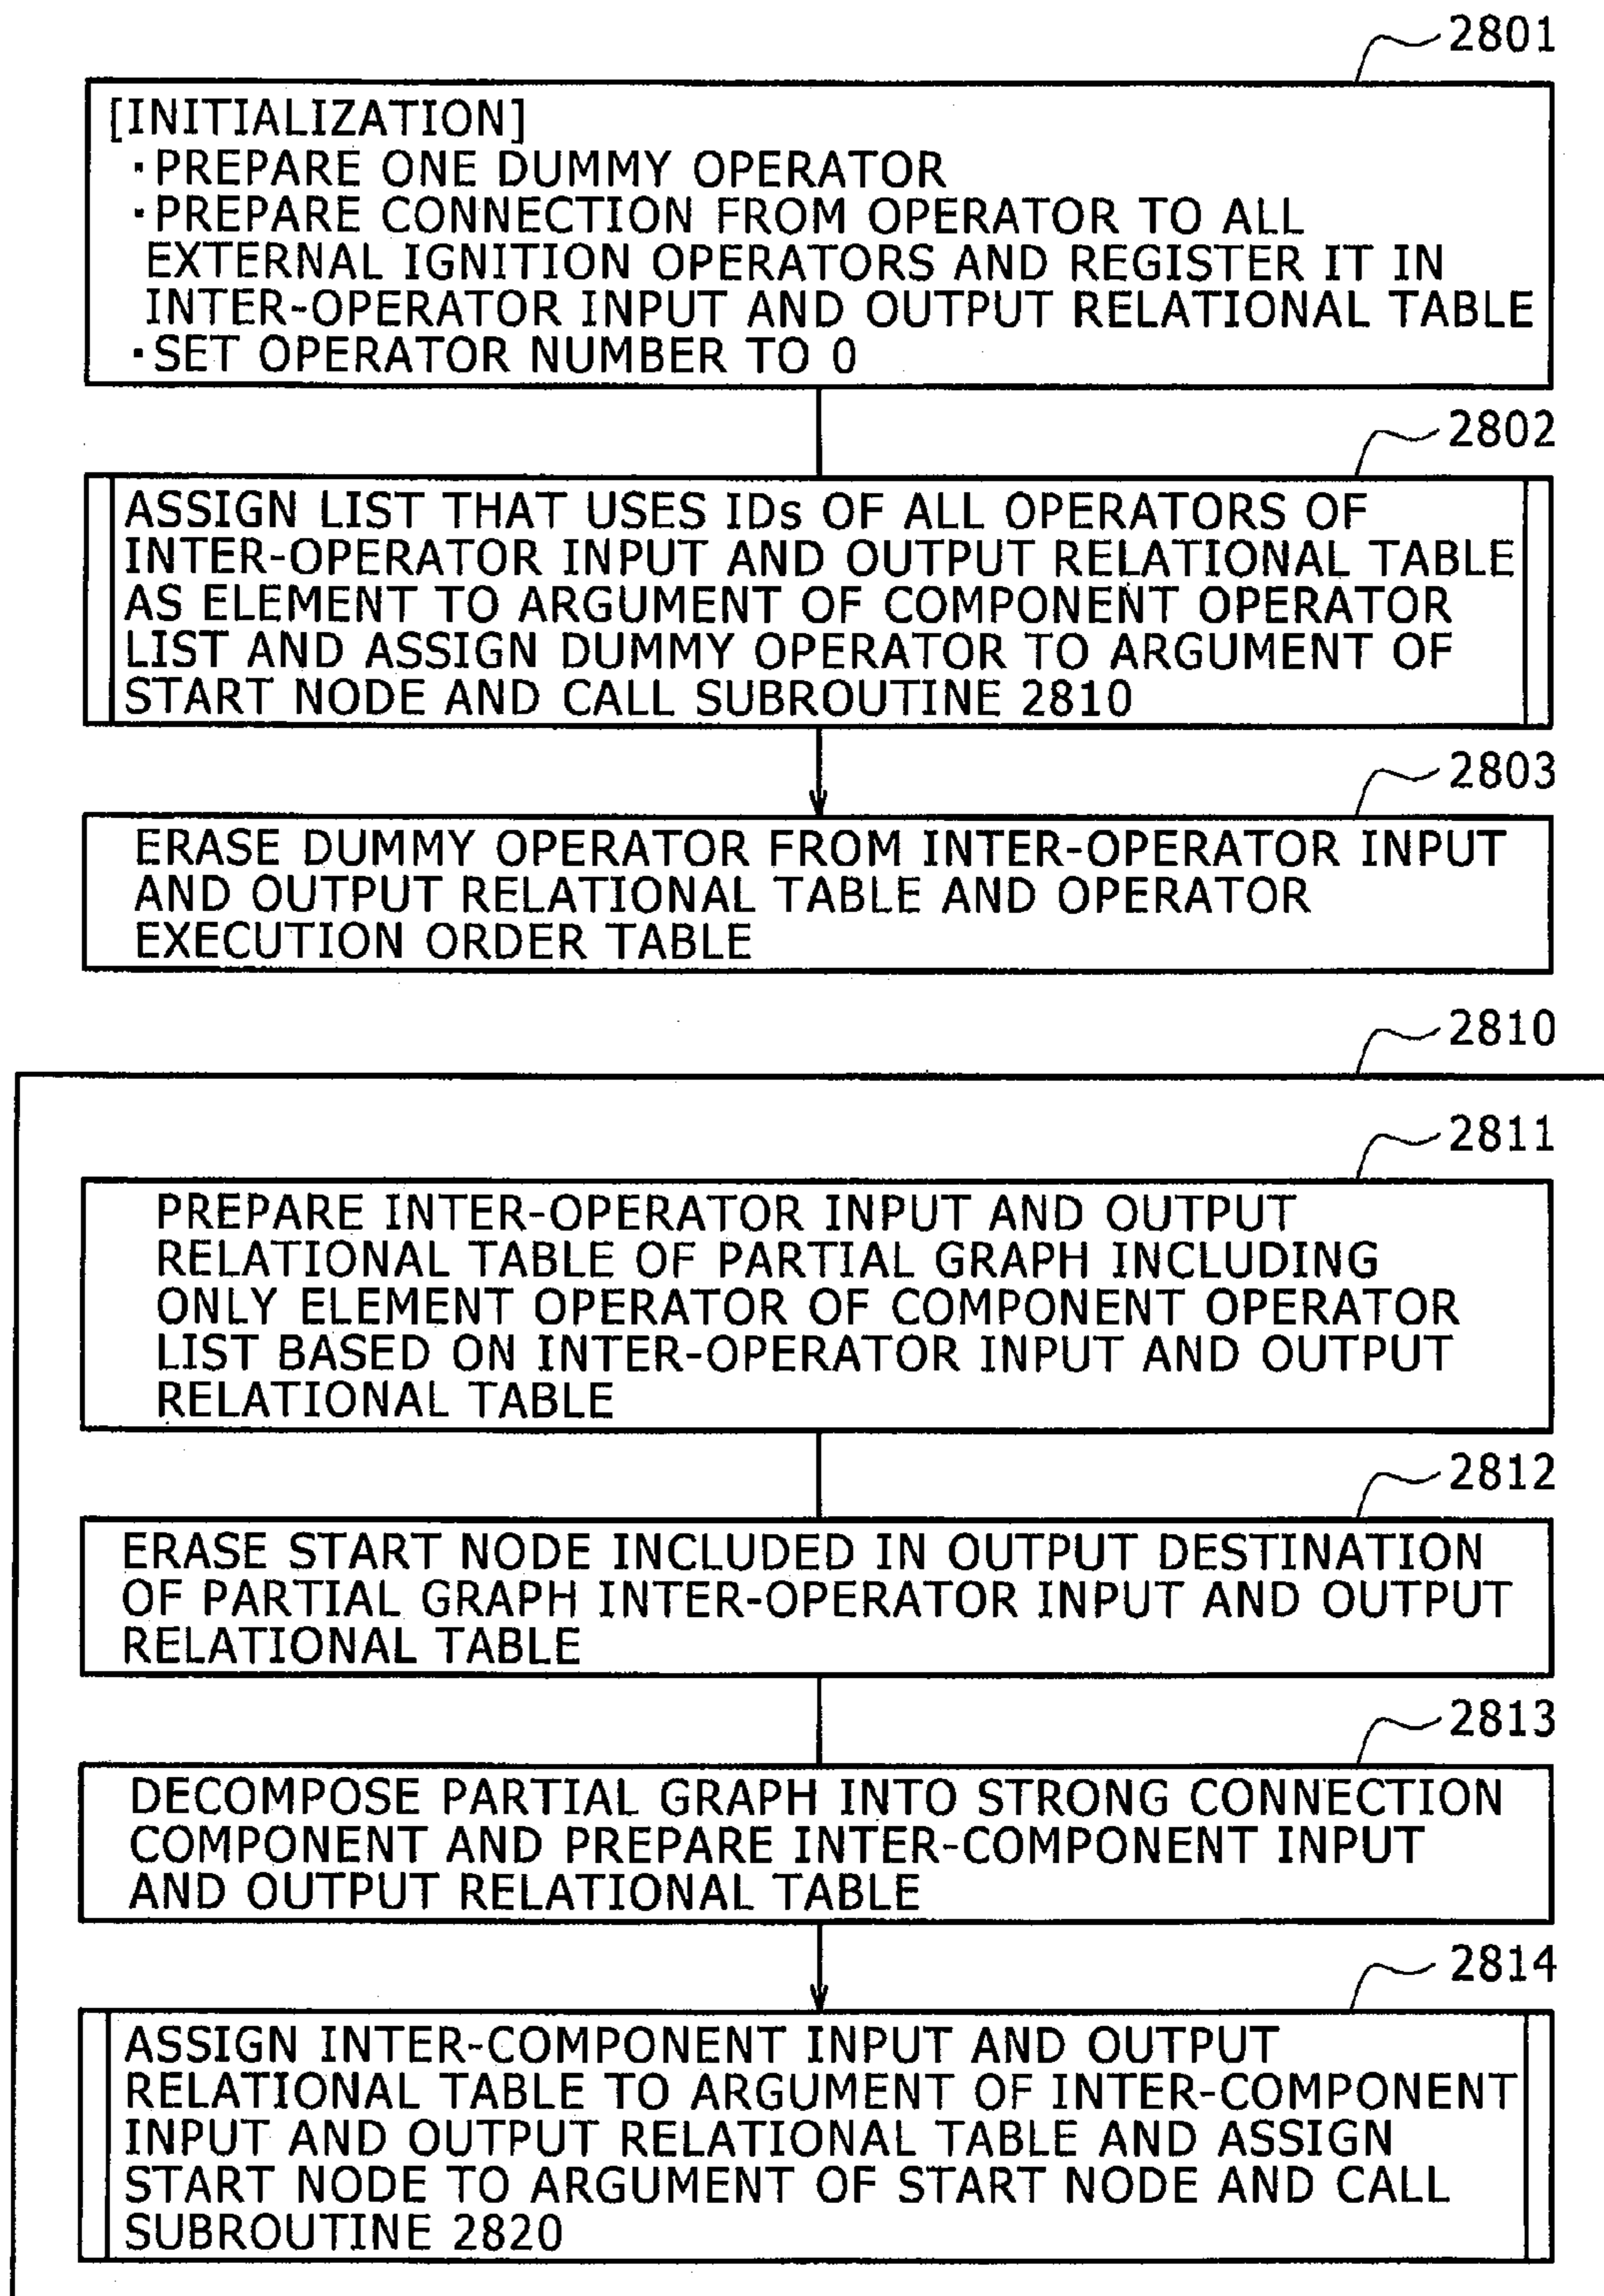 2801
[INITIALIZATION]
·PREPARE ONE DUMMY OPERATOR
·PREPARE CONNECTION FROM OPERATOR TO ALL
EXTERNAL IGNITION OPERATORS AND REGISTER IT IN
INTER-OPERATOR INPUT AND OUTPUT RELATIONAL TABLE
·SET OPERATOR NUMBER TO 0
2802
ASSIGN LIST THAT USES IDs OF ALL OPERATORS OF
INTER-OPERATOR INPUT AND OUTPUT RELATIONAL TABLE
AS ELEMENT TO ARGUMENT OF COMPONENT OPERATOR
LIST AND ASSIGN DUMMY OPERATOR TO ARGUMENT OF
START NODE AND CALL SUBROUTINE 2810
2803
ERASE DUMMY OPERATOR FROM INTER-OPERATOR INPUT
AND OUTPUT RELATIONAL TABLE AND OPERATOR
EXECUTION ORDER TABLE
2810
2811
PREPARE INTER-OPERATOR INPUT AND OUTPUT
RELATIONAL TABLE OF PARTIAL GRAPH INCLUDING
ONLY ELEMENT OPERATOR OF COMPONENT OPERATOR
LIST BASED ON INTER-OPERATOR INPUT AND OUTPUT
RELATIONAL TABLE
2812
ERASE START NODE INCLUDED IN OUTPUT DESTINATION
OF PARTIAL GRAPH INTER-OPERATOR INPUT AND OUTPUT
RELATIONAL TABLE
2813
DECOMPOSE PARTIAL GRAPH INTO STRONG CONNECTION
COMPONENT AND PREPARE INTER-COMPONENT INPUT
AND OUTPUT RELATIONAL TABLE
2814
ASSIGN INTER-COMPONENT INPUT AND OUTPUT
RELATIONAL TABLE TO ARGUMENT OF INTER-COMPONENT
INPUT AND OUTPUT RELATIONAL TABLE AND ASSIGN
START NODE TO ARGUMENT OF START NODE AND CALL
SUBROUTINE 2820